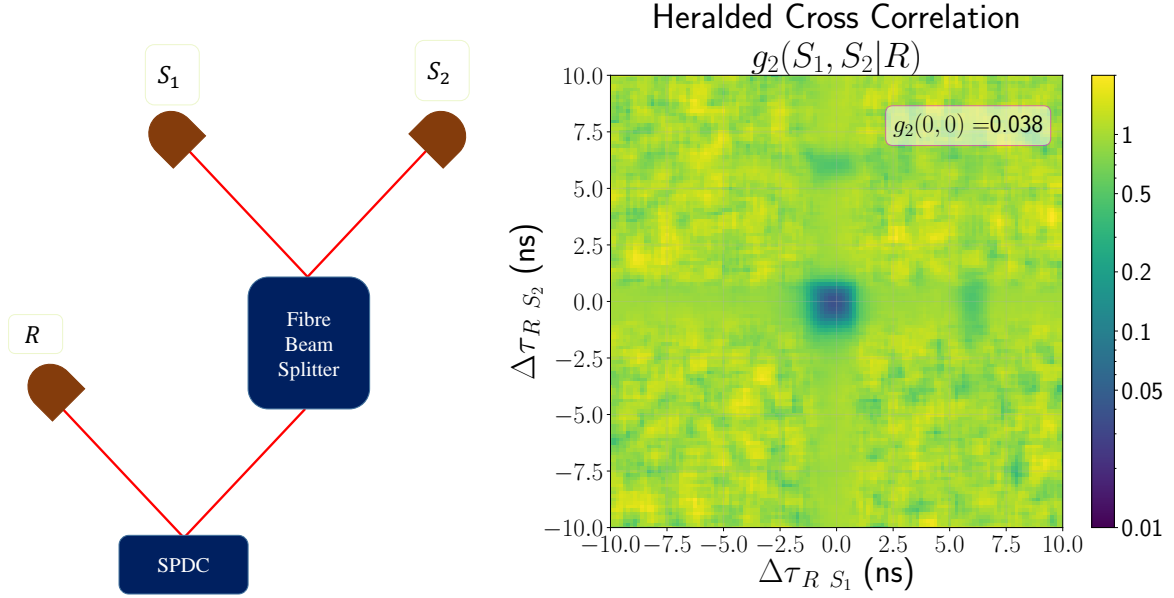 S₁
S₂
R
Fibre
Beam
Splitter
SPDC
Heralded Cross Correlation
g₂(S₁, S₂|R)
g₂(0, 0) =0.038
10.0
7.5
5.0
2.5
0.0
−2.5
−5.0
−7.5
−10.0
Δτ_R S₂ (ns)
−10.0 −7.5 −5.0 −2.5 0.0 2.5 5.0 7.5 10.0
Δτ_R S₁ (ns)
1
0.5
0.2
0.1
0.05
0.01